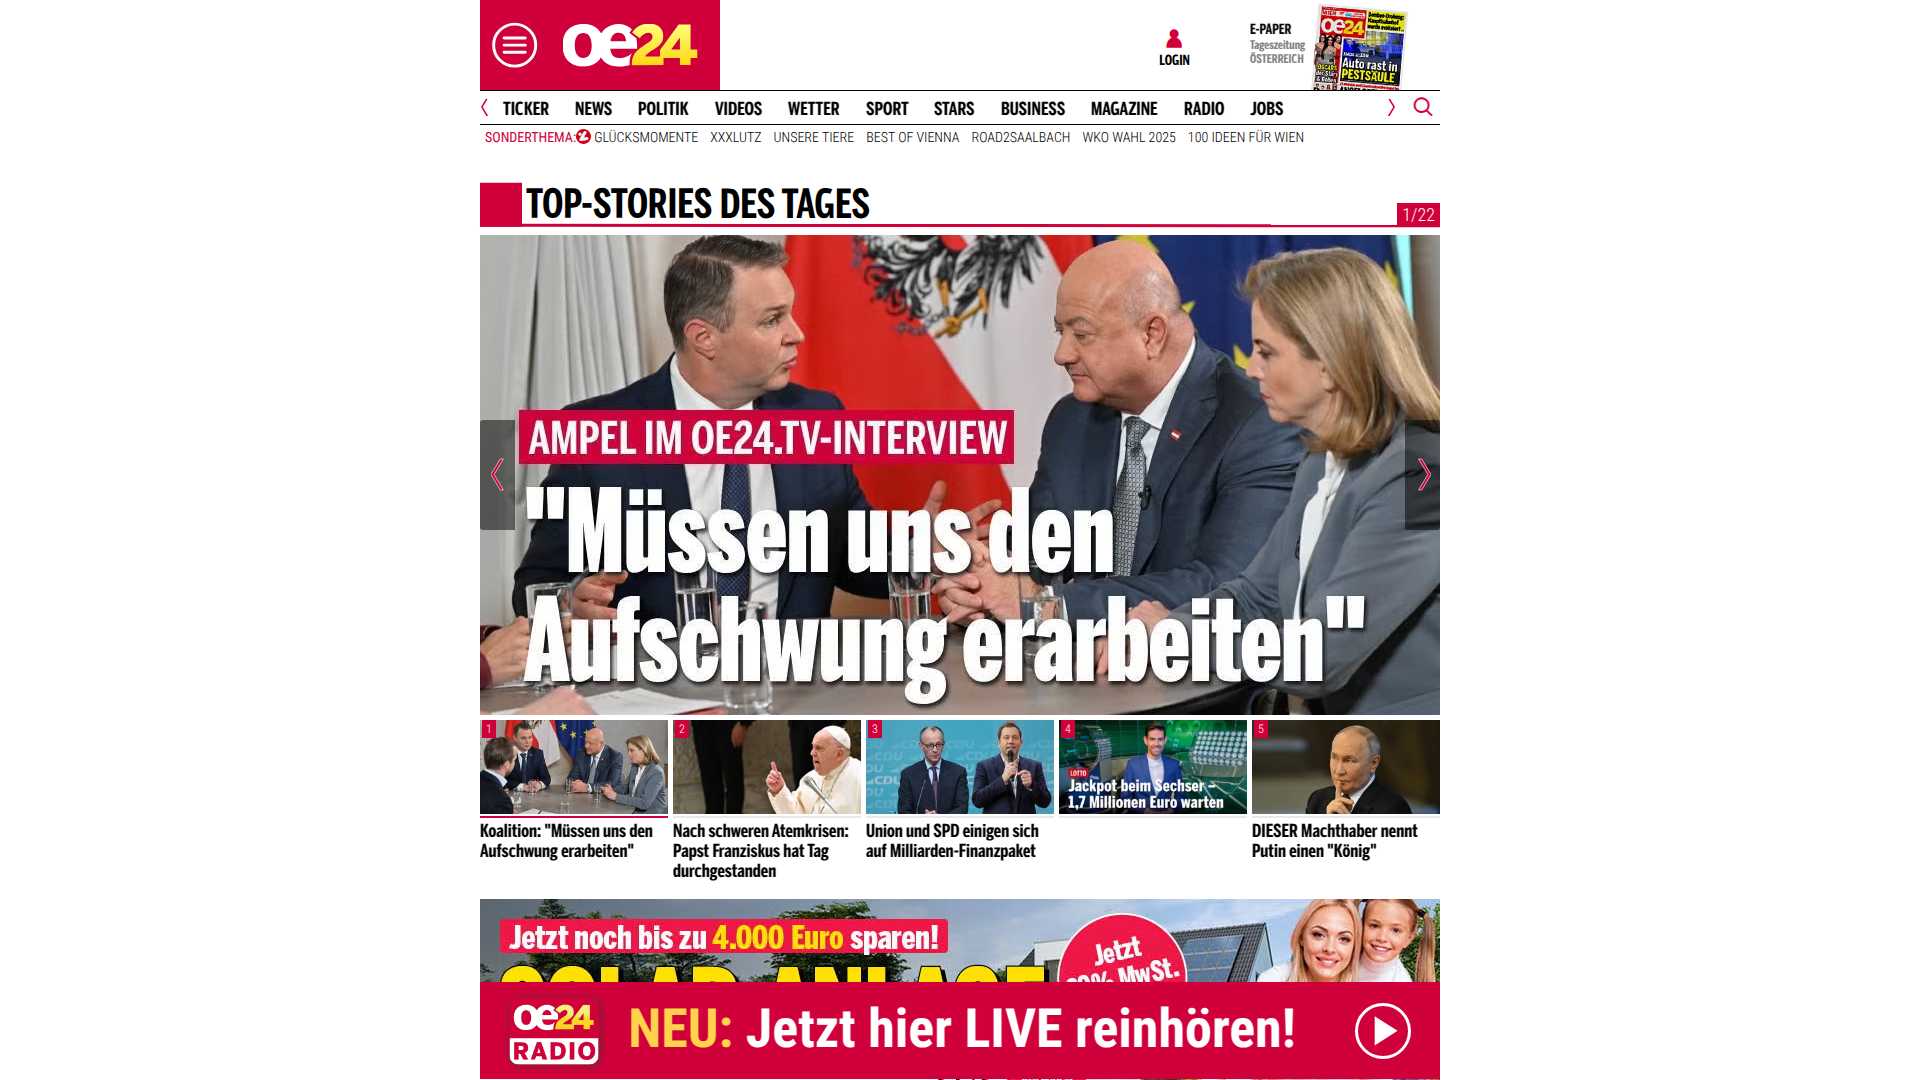 oe24
LOGIN
E-PAPER
Tageszeitung
ÖSTERREICH
oe24
Auto rast in
PESTSÄULE
TICKER NEWS POLITIK VIDEOS WETTER SPORT STARS BUSINESS MAGAZINE RADIO JOBS
SONDERTHEMA: GLÜCKSMOMENTE XXXLUTZ UNSERE TIERE BEST OF VIENNA ROAD2SAALBACH WKO WAHL 2025 100 IDEEN FÜR WIEN
TOP-STORIES DES TAGES
1/22
AMPEL IM OE24.TV-INTERVIEW
"Müssen uns den
Aufschwung erarbeiten"
1
2
3
4
5
CDU
LOTTO
Jackpot beim Sechser –
1,7 Millionen Euro warten
Koalition: "Müssen uns den
Aufschwung erarbeiten"
Nach schweren Atemkrisen:
Papst Franziskus hat Tag
durchgestanden
Union und SPD einigen sich
auf Milliarden-Finanzpaket
DIESER Machthaber nennt
Putin einen "König"
Jetzt noch bis zu 4.000 Euro sparen!
SOLAR-ANLAGE
Jetzt
MwSt.
oe24
RADIO
NEU: Jetzt hier LIVE reinhören!